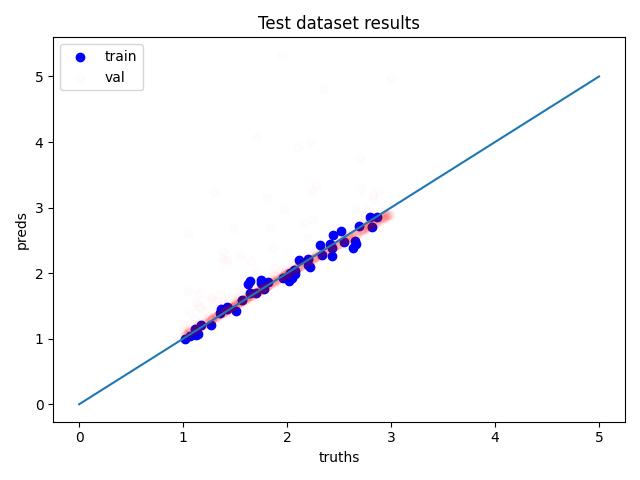 Test dataset results
train
val
preds
5
4
3
2
1
0
0 1 2 3 4 5
truths